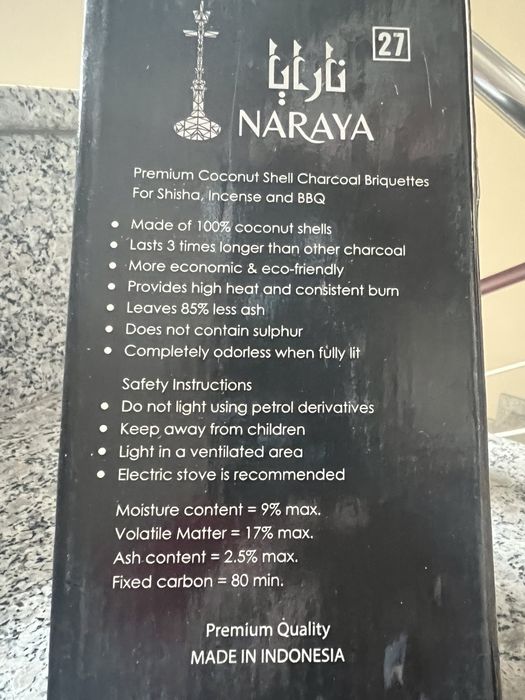 27
نارايا
NARAYA
Premium Coconut Shell Charcoal Briquettes
For Shisha, Incense and BBQ
• Made of 100% coconut shells
• Lasts 3 times longer than other charcoal
• More economic & eco-friendly
• Provides high heat and consistent burn
• Leaves 85% less ash
• Does not contain sulphur
• Completely odorless when fully lit
Safety Instructions
• Do not light using petrol derivatives
• Keep away from children
• Light in a ventilated area
• Electric stove is recommended
Moisture content = 9% max.
Volatile Matter = 17% max.
Ash content = 2.5% max.
Fixed carbon = 80 min.
Premium Quality
MADE IN INDONESIA